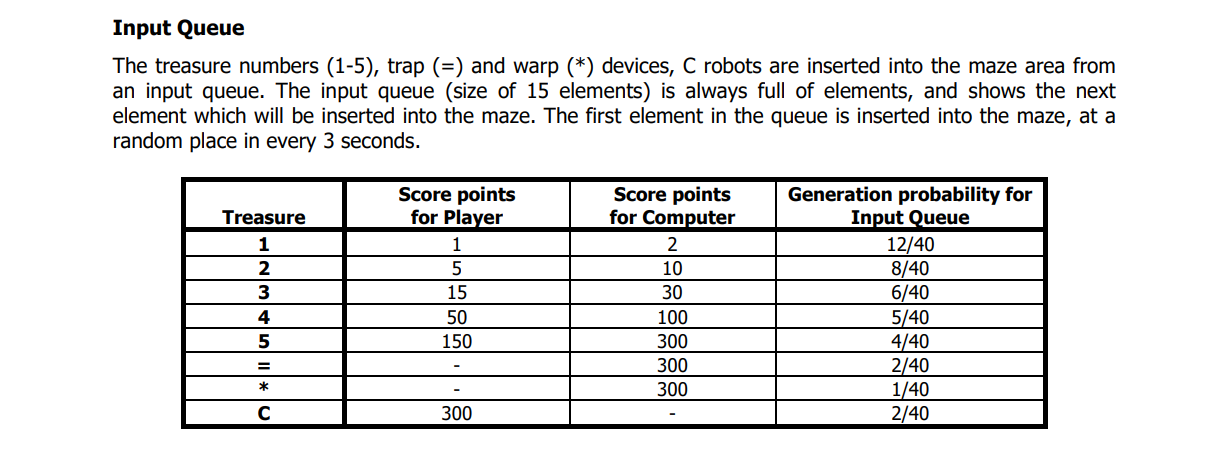 Input Queue
The treasure numbers (1-5), trap (=) and warp (*) devices, C robots are inserted into the maze area from
an input queue. The input queue (size of 15 elements) is always full of elements, and shows the next
element which will be inserted into the maze. The first element in the queue is inserted into the maze, at a
random place in every 3 seconds.
Treasure Score points for Player Score points for Computer Generation probability for Input Queue
1 1 2 12/40
2 5 10 8/40
3 15 30 6/40
4 50 100 5/40
5 150 300 4/40
= - 300 2/40
* - 300 1/40
C 300 - 2/40